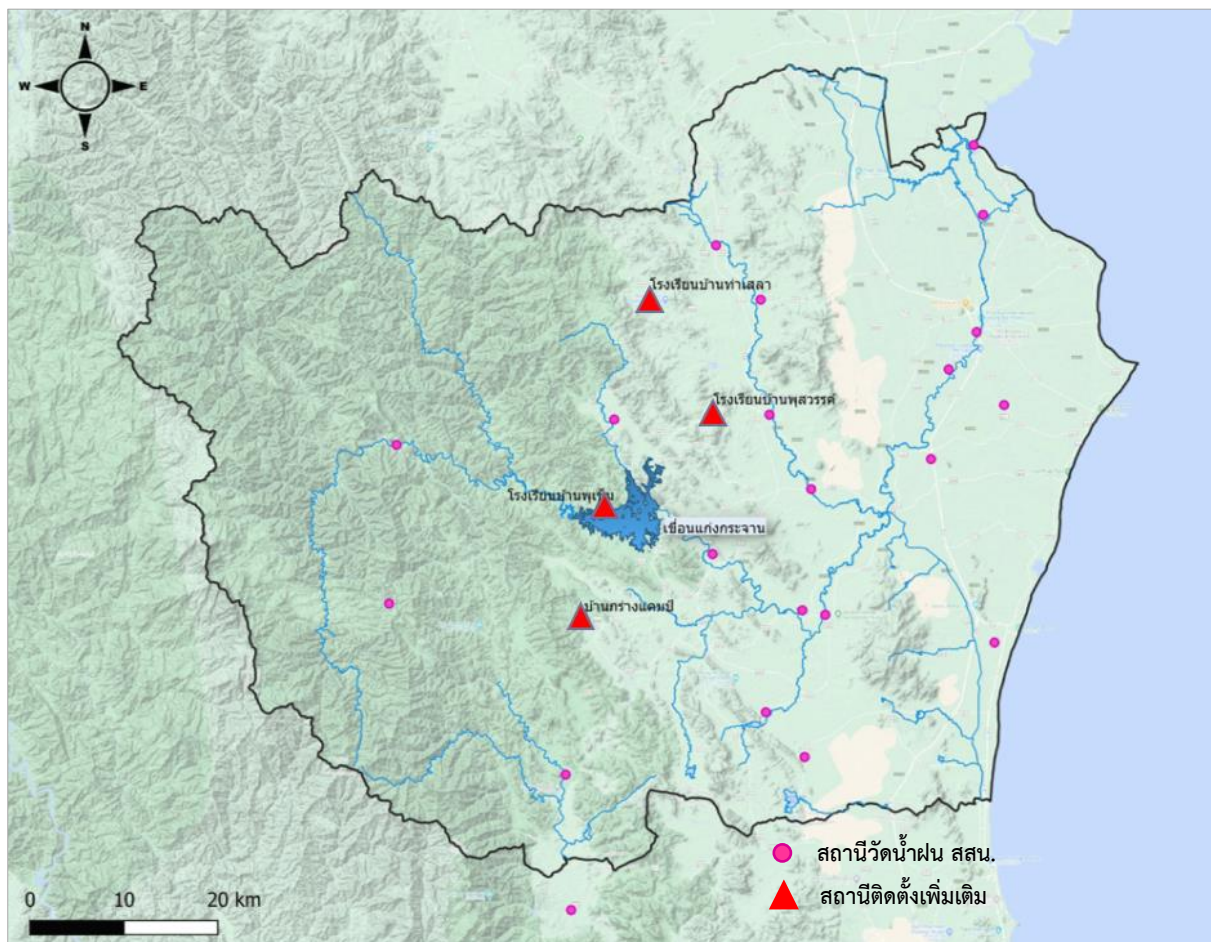 N
W E
S
โรงเรียนบ้านท่าเสลา
โรงเรียนบ้านพุสวรรค์
โรงเรียนบ้านพุเข็ม
เขื่อนแก่งกระจาน
บ้านกร่างแคมป์
สถานีวัดน้ำฝน สสน.
สถานีติดตั้งเพิ่มเติม
0 10 20 km